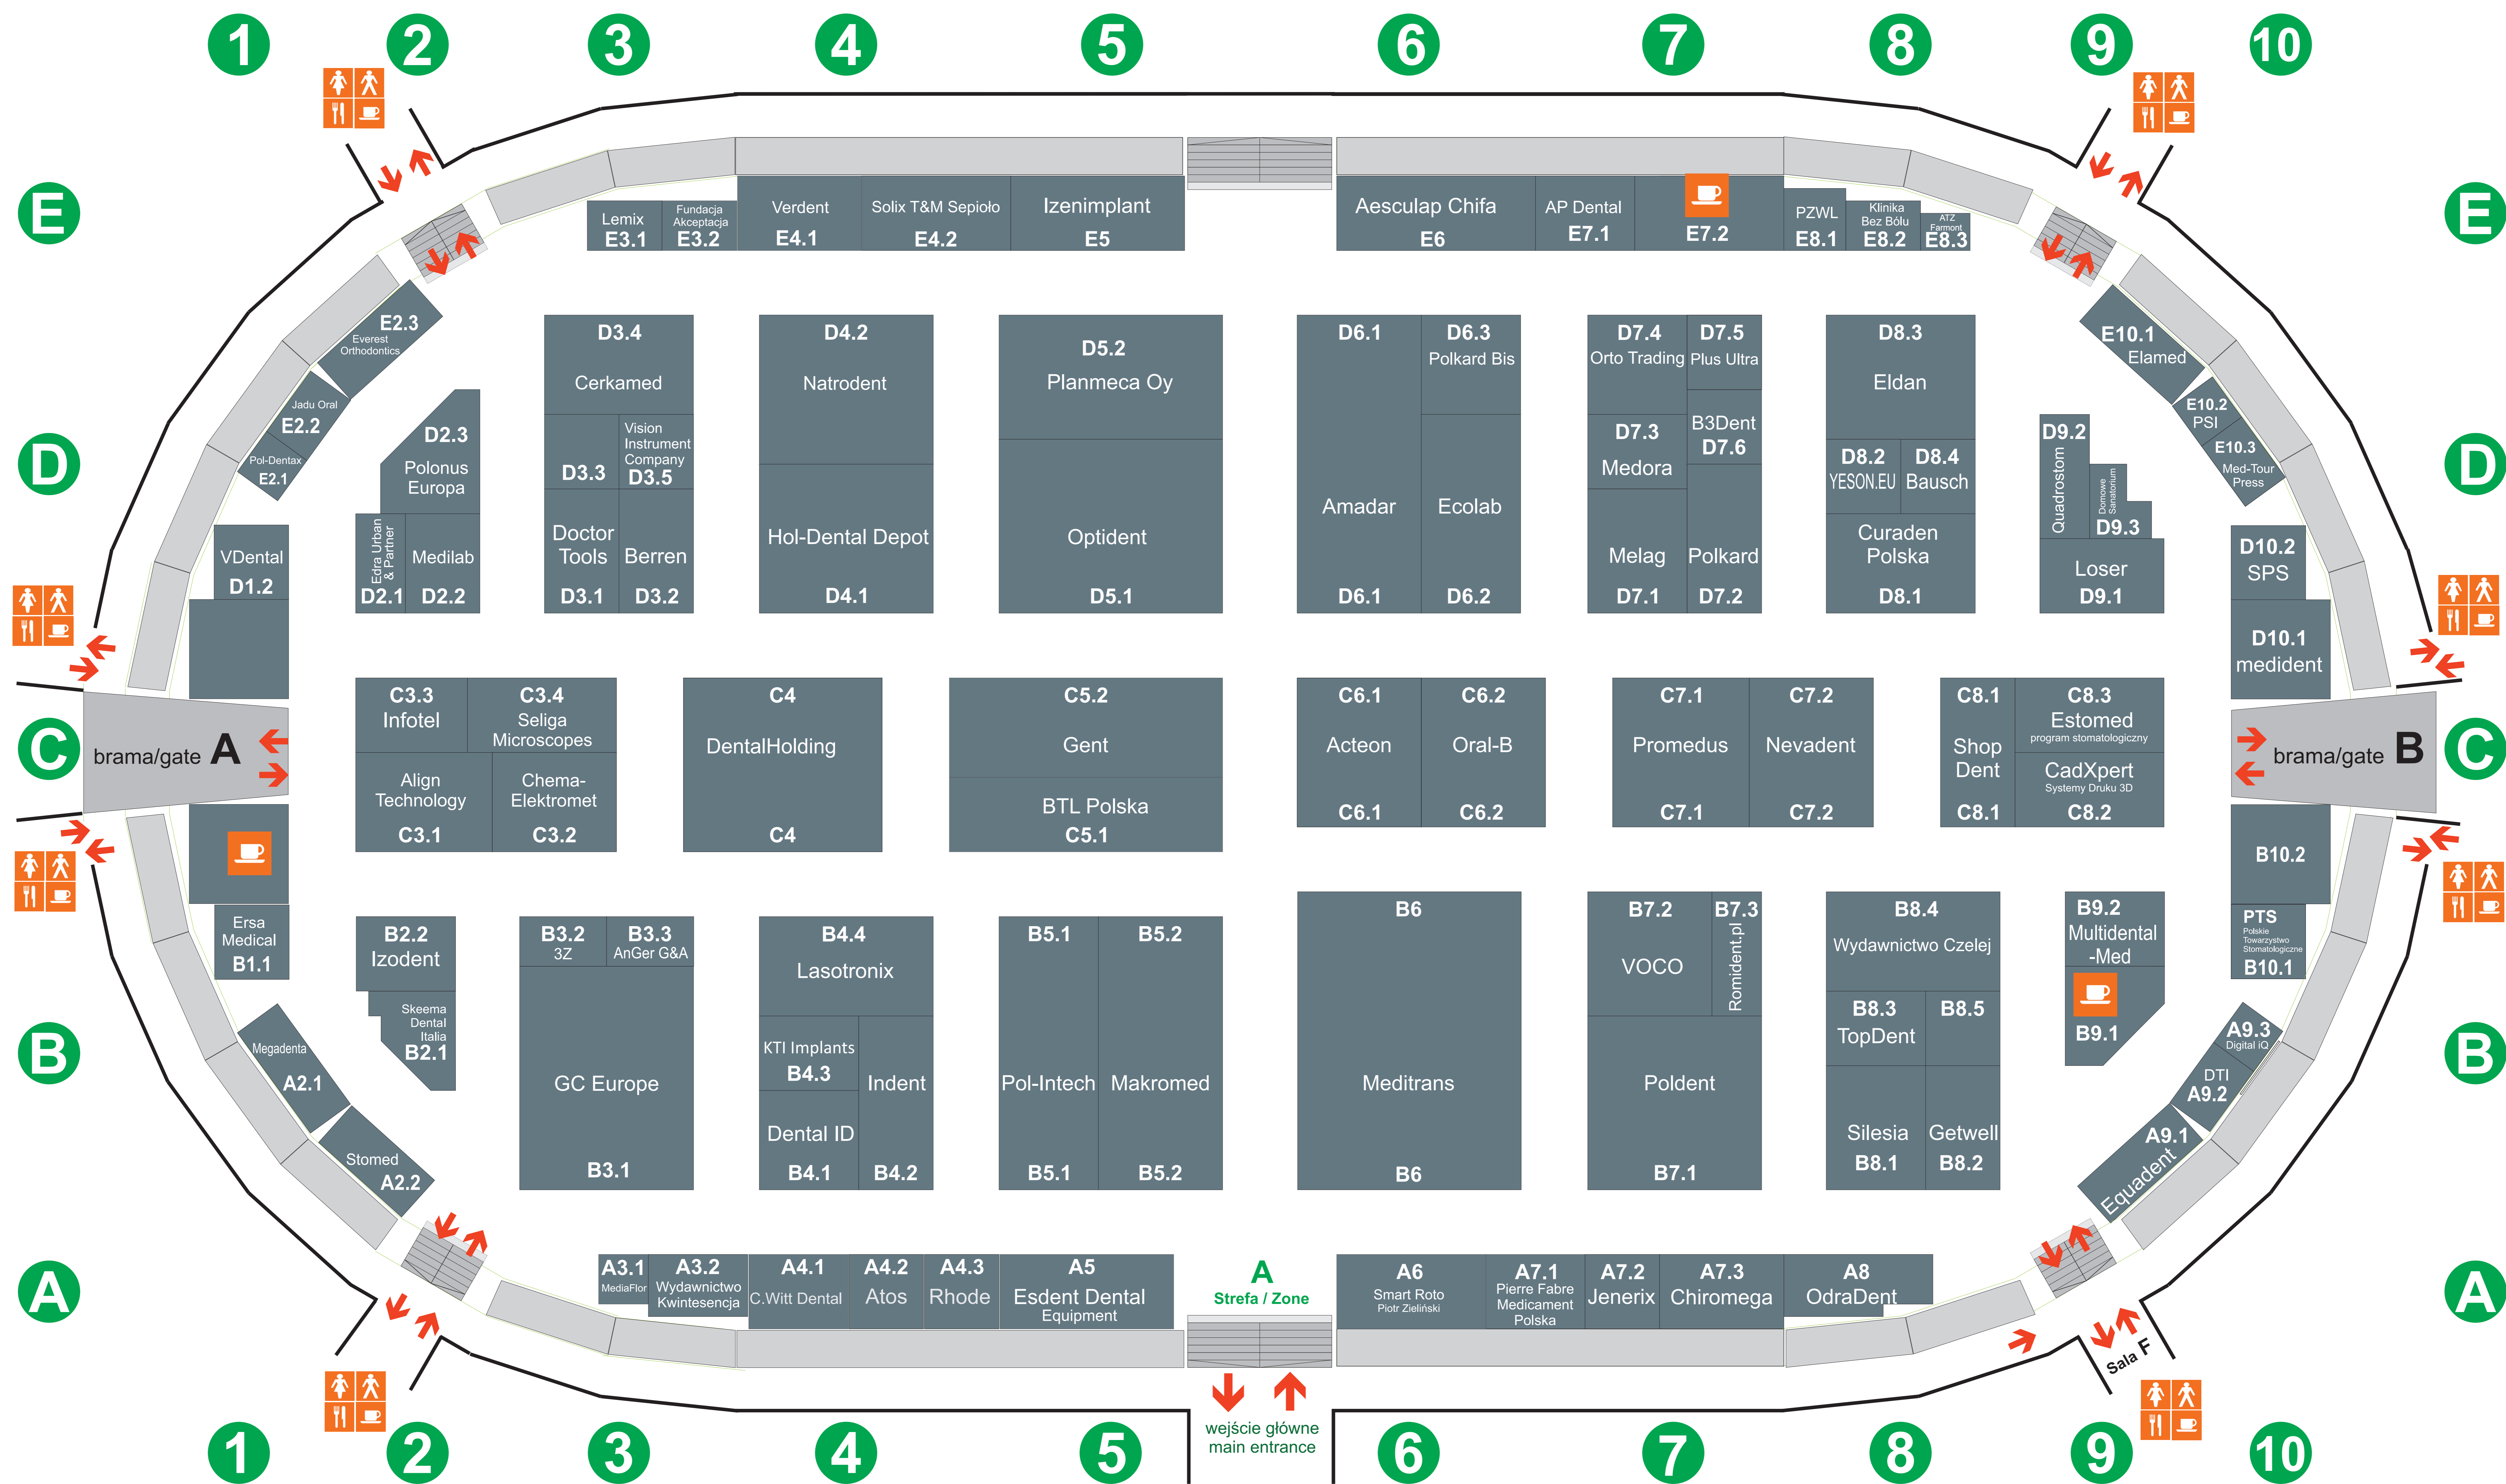 1 2 3 4 5 6 7 8 9 10
E
Lemix
E3.1
Fundacja
Akceptacja
E3.2
Verdent
E4.1
Solix T&M Sepioło
E4.2
Izenimplant
E5
Aesculap Chifa
E6
AP Dental
E7.1
E7.2
PZWL
E8.1
Klinika
Bez Bólu
E8.2
ATZ
Farmont
E8.3
E
E2.3
Everest
Orthodontics
Jadu Oral
E2.2
Pol-Dentax
E2.1
E10.1
Elamed
E10.2
PSI
E10.3
Med-Tour
Press
D
D2.3
Polonus
Europa
Edra Urban
& Partner
D2.1
Medilab
D2.2
VDental
D1.2
D3.4
Cerkamed
D3.3
Vision
Instrument
Company
D3.5
Doctor
Tools
D3.1
Berren
D3.2
D4.2
Natrodent
Hol-Dental Depot
D4.1
D5.2
Planmeca Oy
Optident
D5.1
D6.1
Amadar
D6.1
D6.3
Polkard Bis
Ecolab
D6.2
D7.4
Orto Trading
D7.5
Plus Ultra
D7.3
Medora
B3Dent
D7.6
Melag
D7.1
Polkard
D7.2
D8.3
Eldan
D8.2
YESON.EU
D8.4
Bausch
Curaden
Polska
D8.1
D9.2
Quadrostom
Domowe
Sanatorium
D9.3
Loser
D9.1
D10.2
SPS
D10.1
medident
D
C
brama/gate A
C3.3
Infotel
C3.4
Seliga
Microscopes
Align
Technology
C3.1
Chema-
Elektromet
C3.2
C4
DentalHolding
C4
C5.2
Gent
BTL Polska
C5.1
C6.1
Acteon
C6.1
C6.2
Oral-B
C6.2
C7.1
Promedus
C7.1
C7.2
Nevadent
C7.2
C8.1
Shop
Dent
C8.1
C8.3
Estomed
program stomatologiczny
CadXpert
Systemy Druku 3D
C8.2
brama/gate B
C
Ersa
Medical
B1.1
B2.2
Izodent
Skeema
Dental
Italia
B2.1
B3.2
3Z
B3.3
AnGer G&A
GC Europe
B3.1
B4.4
Lasotronix
KTI Implants
B4.3
Dental ID
B4.1
Indent
B4.2
B5.1
Pol-Intech
B5.1
B5.2
Makromed
B5.2
B6
Meditrans
B6
B7.2
VOCO
B7.3
Romident.pl
Poldent
B7.1
B8.4
Wydawnictwo Czelej
B8.3
TopDent
B8.5
Silesia
B8.1
Getwell
B8.2
B9.2
Multidental
-Med
B9.1
B10.2
PTS
Polskie
Towarzystwo
Stomatologiczne
B10.1
B
B
Megadenta
A2.1
Stomed
A2.2
A9.3
Digital iQ
DTI
A9.2
A9.1
Equadent
A
A3.1
MediaFlor
A3.2
Wydawnictwo
Kwintesencja
A4.1
C.Witt Dental
A4.2
Atos
A4.3
Rhode
A5
Esdent Dental
Equipment
A
Strefa / Zone
A6
Smart Roto
Piotr Zieliński
A7.1
Pierre Fabre
Medicament
Polska
A7.2
Jenerix
A7.3
Chiromega
A8
OdraDent
A
Sala F
wejście główne
main entrance
1 2 3 4 5 6 7 8 9 10